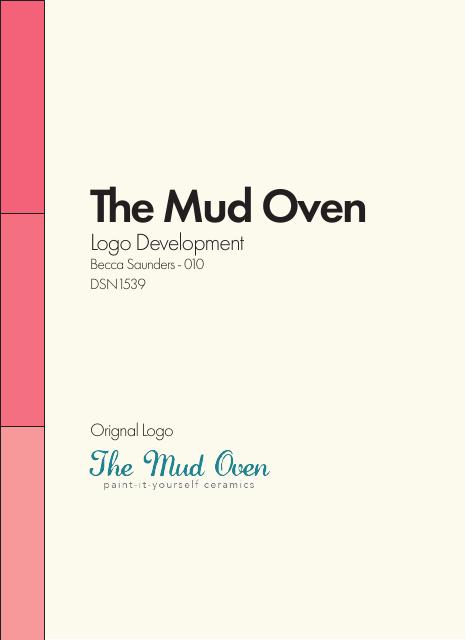 The Mud Oven
Logo Development
Becca Saunders - 010
DSN1539
Orignal Logo
The Mud Oven
paint-it-yourself ceramics